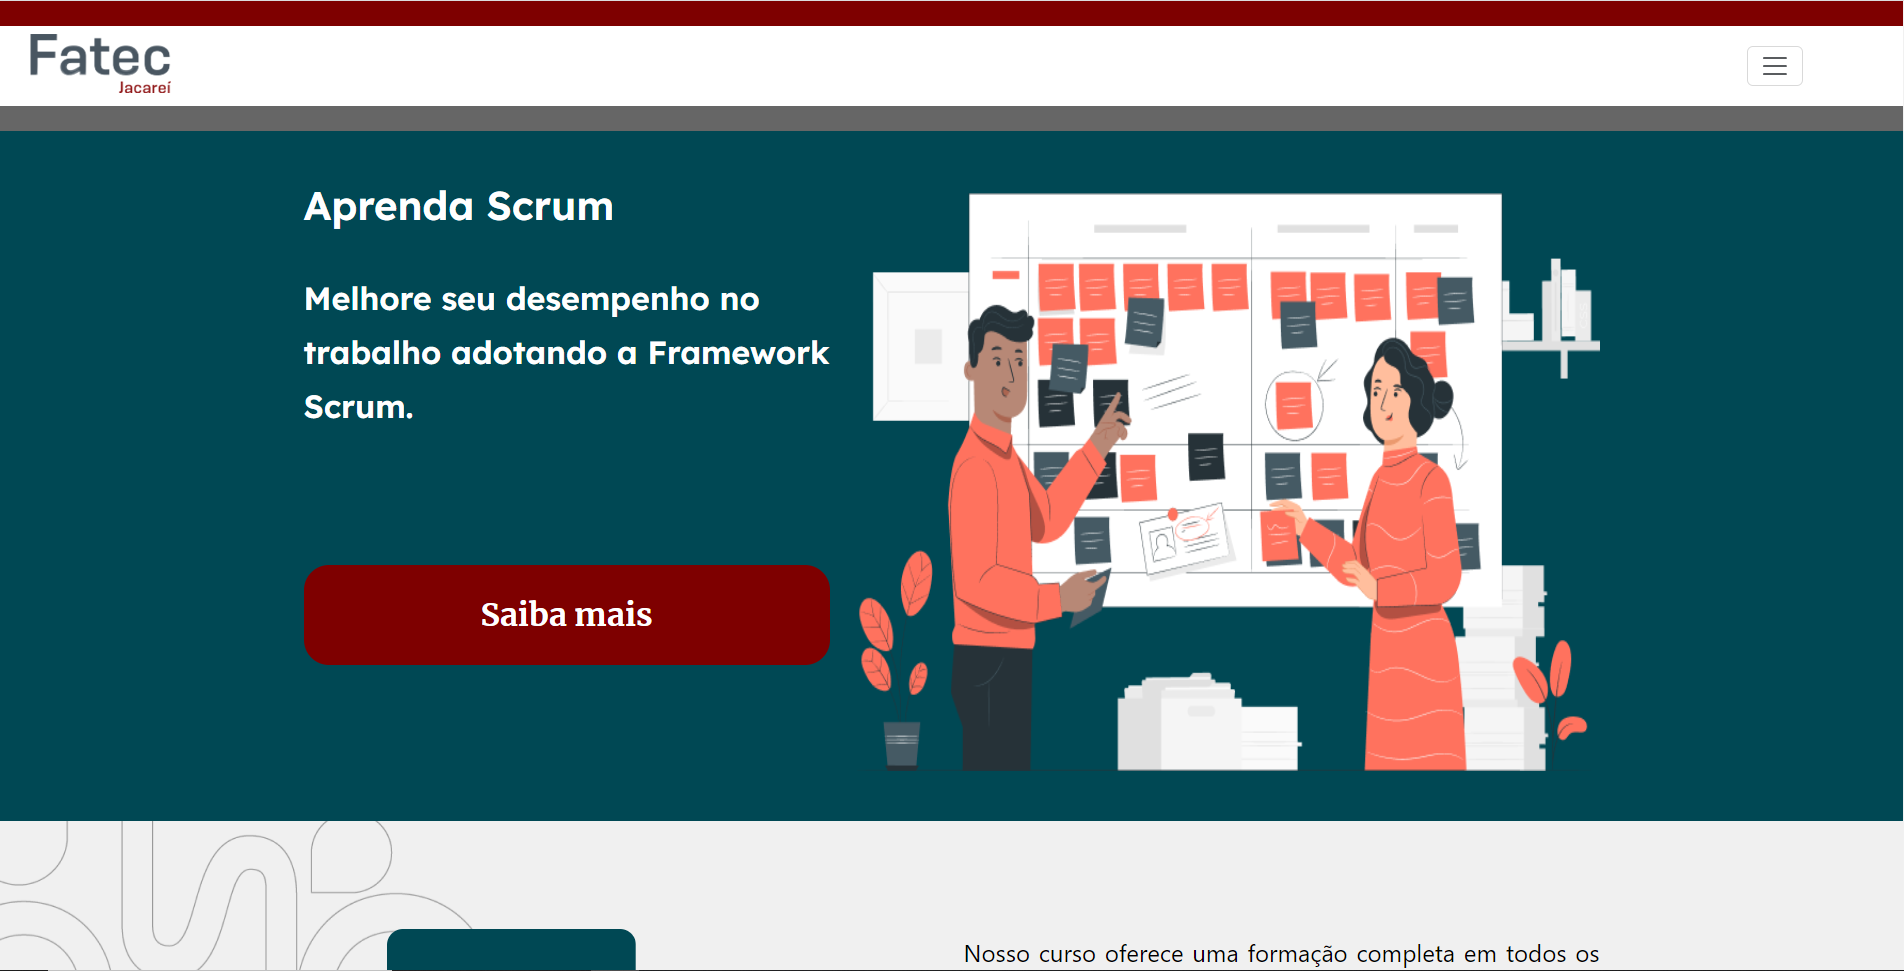 Fatec
Jacareí
Aprenda Scrum
Melhore seu desempenho no
trabalho adotando a Framework
Scrum.
Saiba mais
Nosso curso oferece uma formação completa em todos os